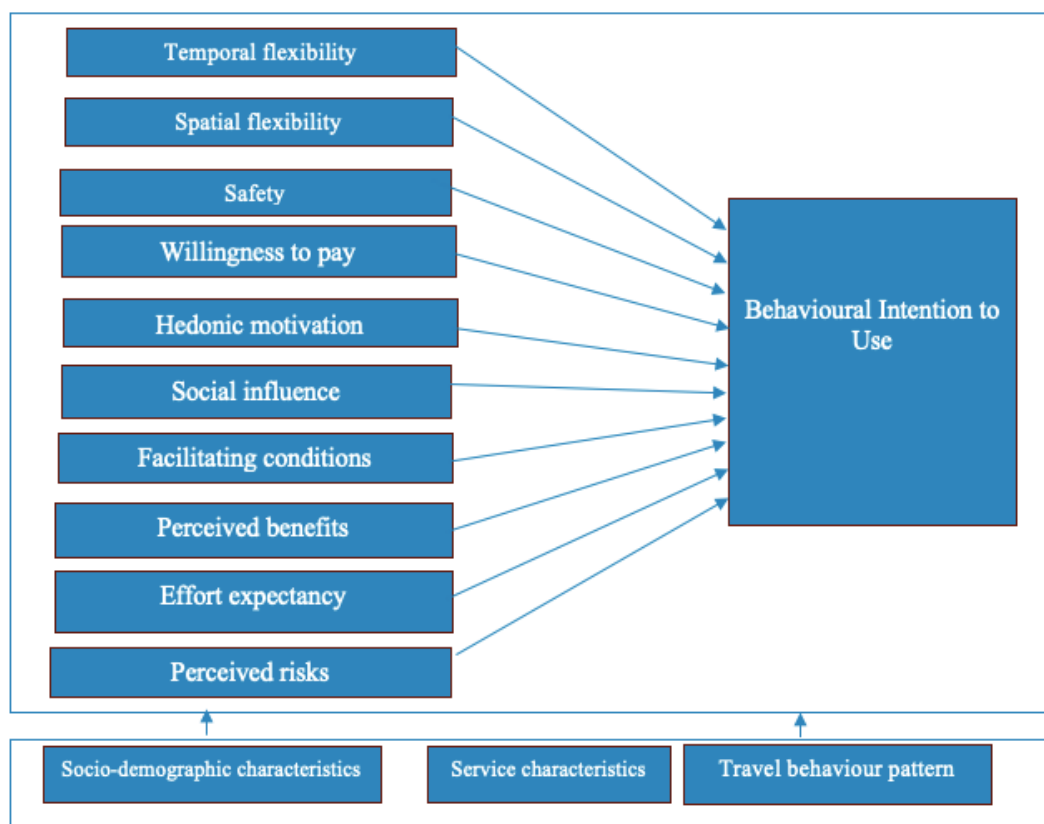 Temporal flexibility
Spatial flexibility
Safety
Willingness to pay
Hedonic motivation
Social influence
Facilitating conditions
Perceived benefits
Effort expectancy
Perceived risks
Behavioural Intention to
Use
Socio-demographic characteristics
Service characteristics
Travel behaviour pattern